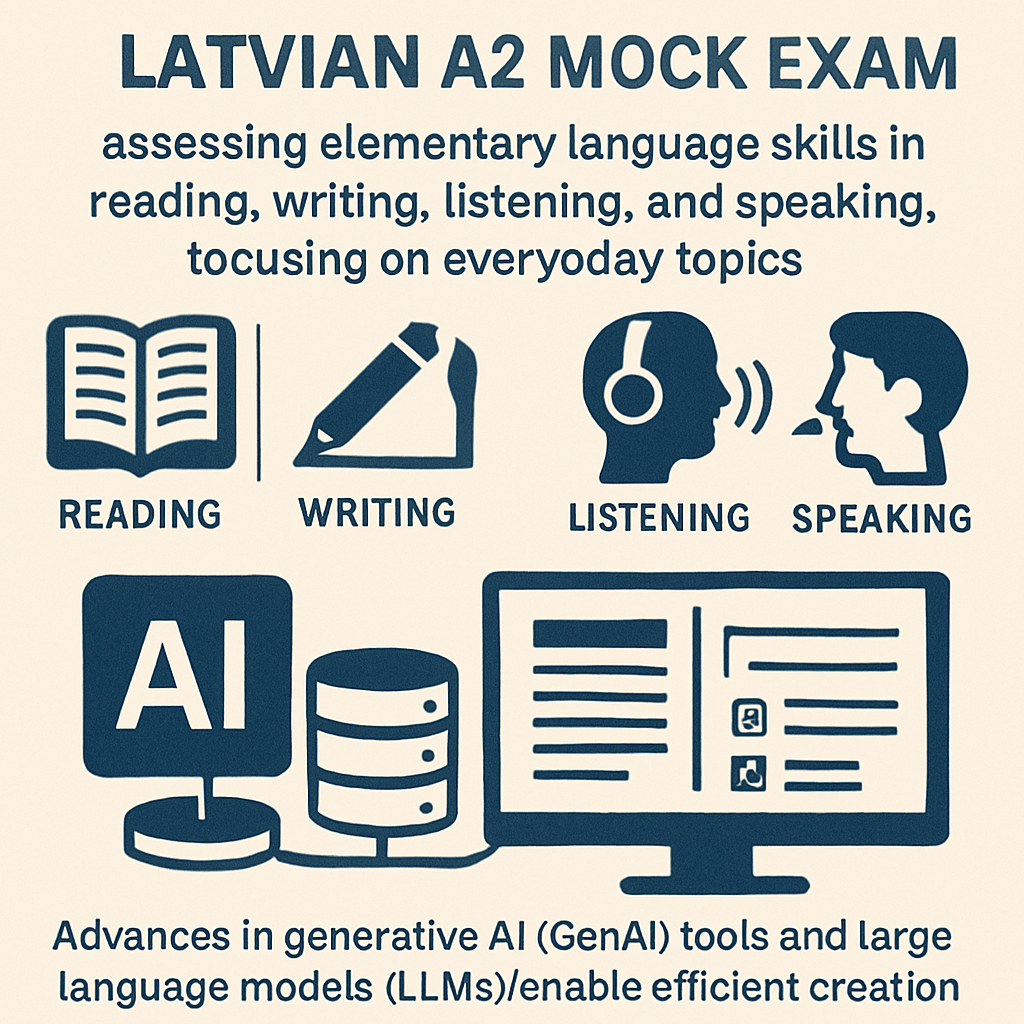 LATVIAN A2 MOCK EXAM
assessing elementary language skills in
reading, writing, listening, and speaking,
tocusing on everyoday topics
READING
WRITING
LISTENING
SPEAKING
AI
Advances in generative AI (GenAI) tools and large
language models (LLMs)/enable efficient creation